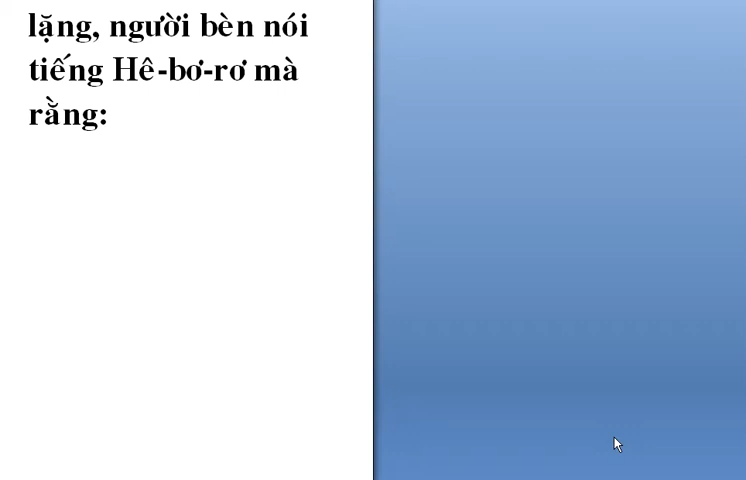 lặng, người bèn nói
tiếng Hê-bơ-rơ mà
rằng: